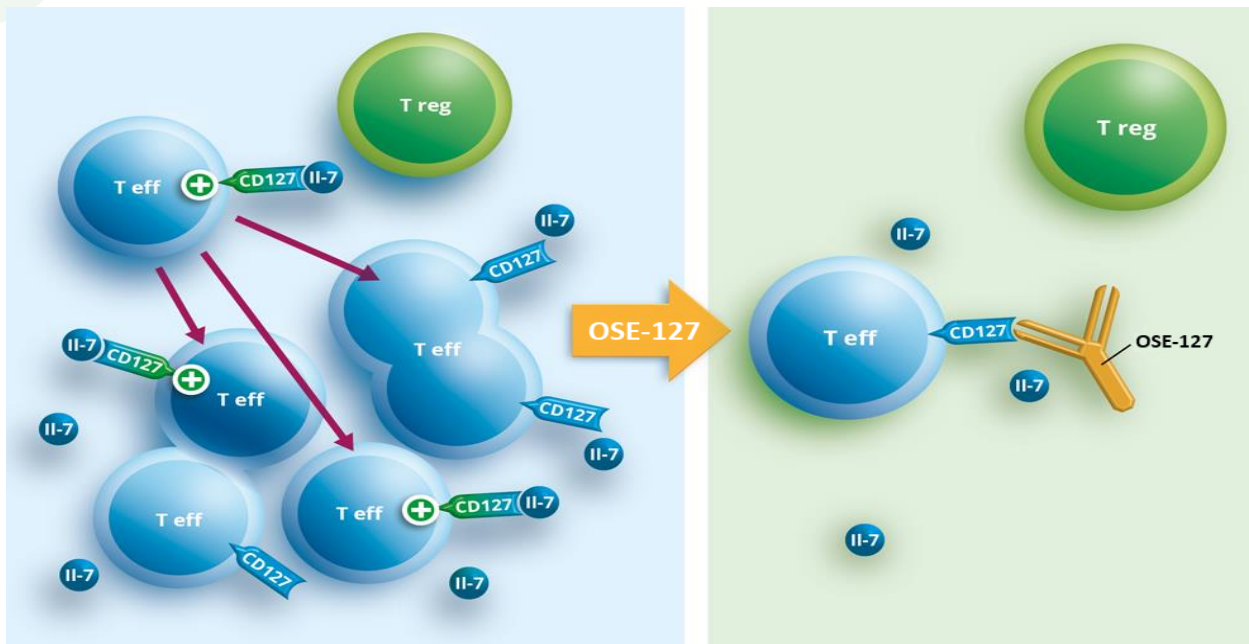 T reg
T eff
CD127
Il-7
Il-7
CD127
Il-7
CD127
T eff
T eff
CD127
Il-7
Il-7
T eff
T eff
CD127
Il-7
CD127
Il-7
Il-7
OSE-127
T reg
Il-7
T eff
CD127
OSE-127
Il-7
Il-7